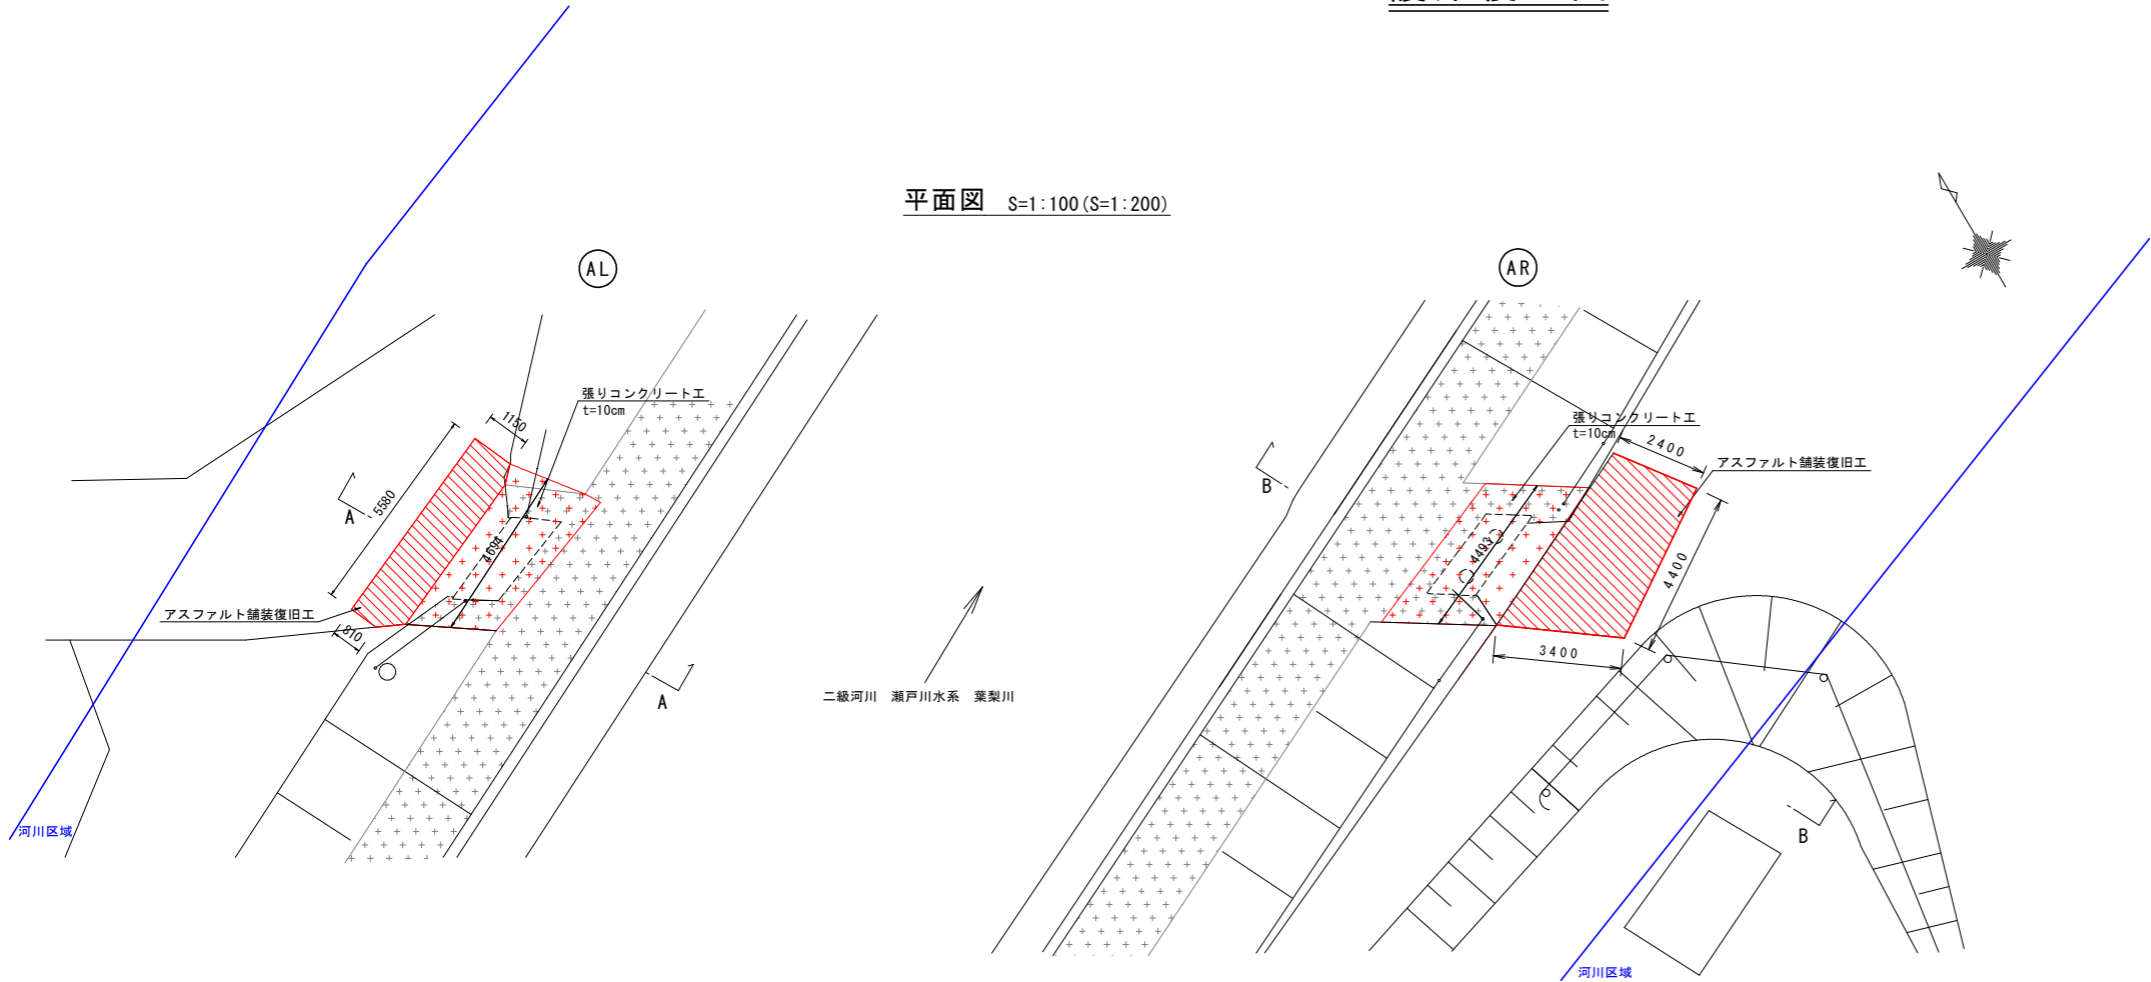 平面図 S=1:100(S=1:200)
AL
AR
張りコンクリート工
t=10cm
1150
5580
4694
A
アスファルト舗装復旧工
810
A
河川区域
二級河川 瀬戸川水系 葉梨川
張りコンクリート工
t=10cm
2400
アスファルト舗装復旧工
B
4493
4400
3400
B
河川区域